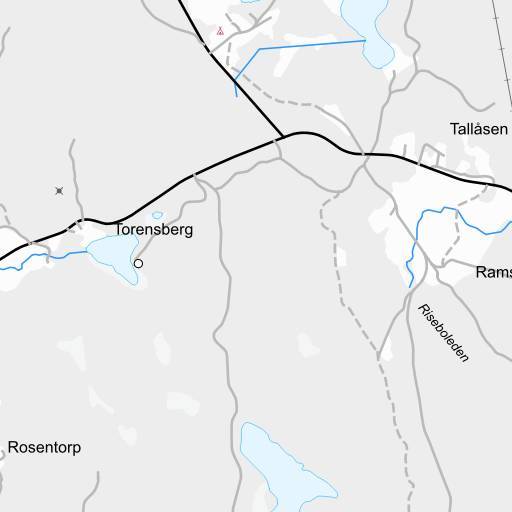 Tallåsen
Torensberg
Rams
Riseboleden
Rosentorp